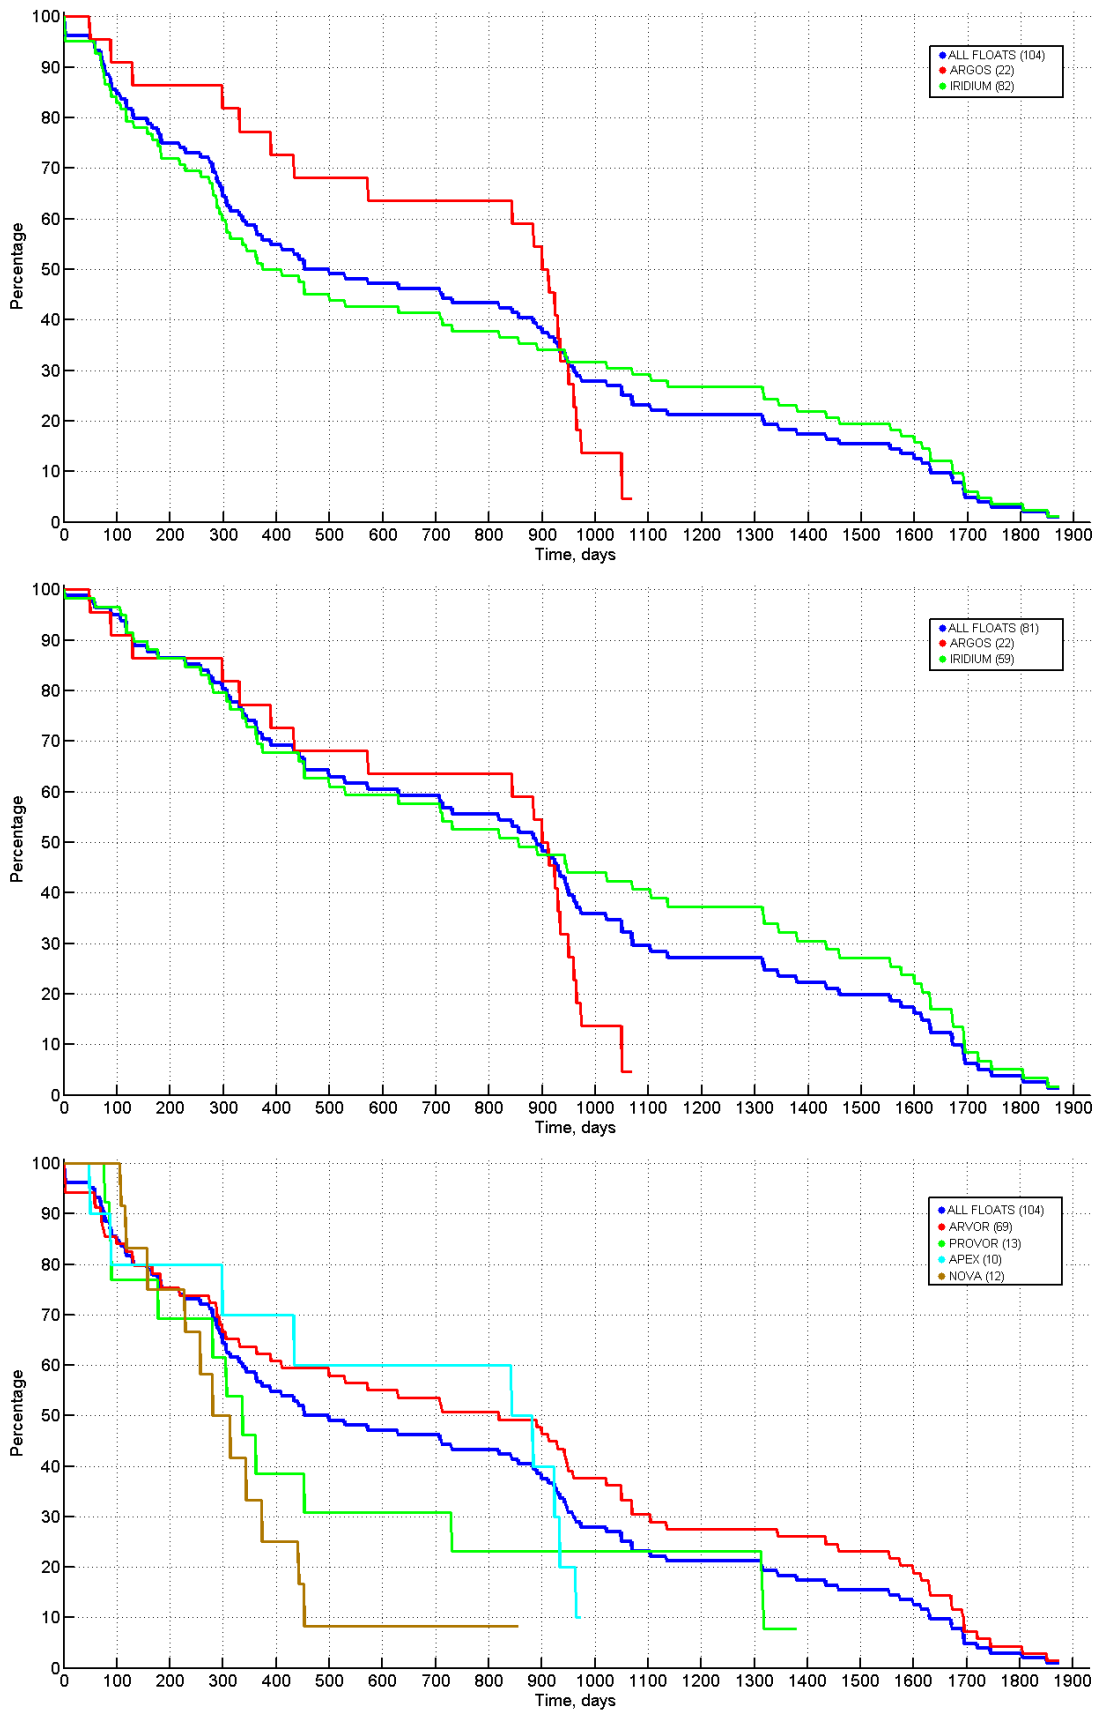 100
90
80
70
60
50
40
30
20
10
0
Percentage
ALL FLOATS (104)
ARGOS (22)
IRIDIUM (82)
0 100 200 300 400 500 600 700 800 900 1000 1100 1200 1300 1400 1500 1600 1700 1800 1900
Time, days
100
90
80
70
60
50
40
30
20
10
0
Percentage
ALL FLOATS (81)
ARGOS (22)
IRIDIUM (59)
0 100 200 300 400 500 600 700 800 900 1000 1100 1200 1300 1400 1500 1600 1700 1800 1900
Time, days
100
90
80
70
60
50
40
30
20
10
0
Percentage
ALL FLOATS (104)
ARVOR (69)
PROVOR (13)
APEX (10)
NOVA (12)
0 100 200 300 400 500 600 700 800 900 1000 1100 1200 1300 1400 1500 1600 1700 1800 1900
Time, days